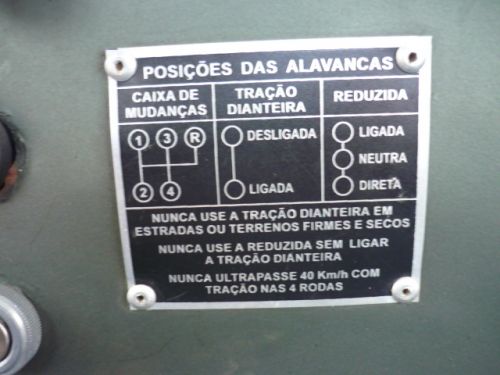 POSIÇÕES DAS ALAVANCAS
CAIXA DE
MUDANÇAS
1 3 R
2 4
TRAÇÃO
DIANTEIRA
DESLIGADA
LIGADA
REDUZIDA
LIGADA
NEUTRA
DIRETA
NUNCA USE A TRAÇÃO DIANTEIRA EM
ESTRADAS OU TERRENOS FIRMES E SECOS
NUNCA USE A REDUZIDA SEM LIGAR
A TRAÇÃO DIANTEIRA
NUNCA ULTRAPASSE 40 Km/h COM
TRAÇÃO NAS 4 RODAS